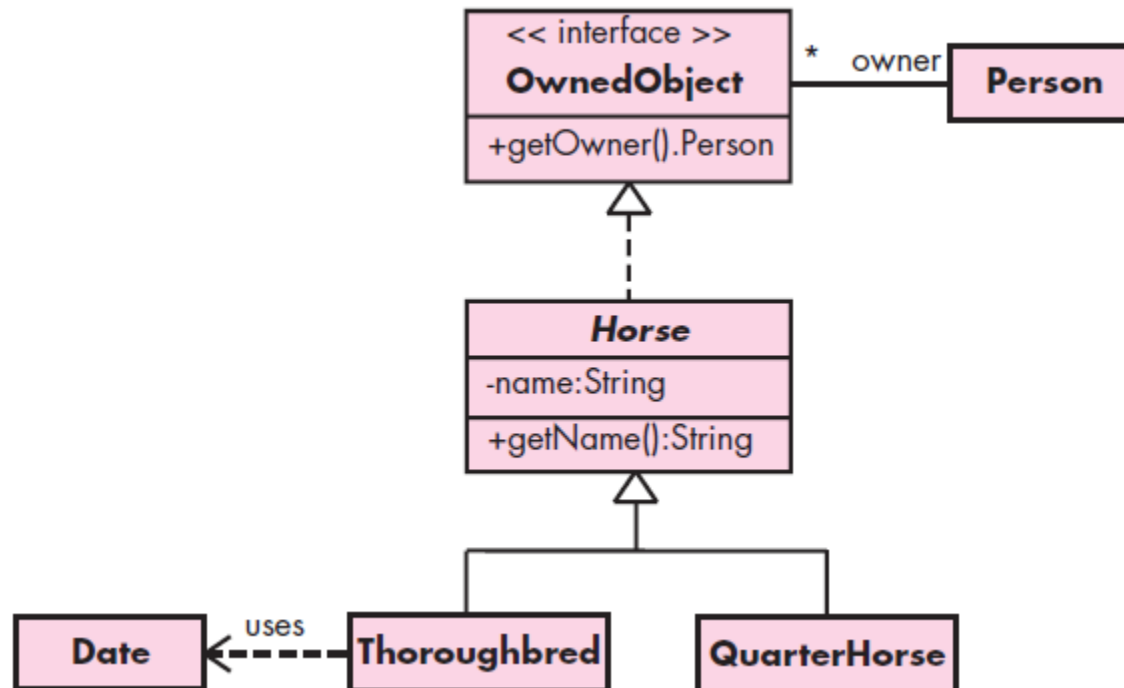 << interface >>
OwnedObject
* owner
Person
+getOwner().Person
Horse
-name:String
+getName():String
Date
uses
Thoroughbred
QuarterHorse